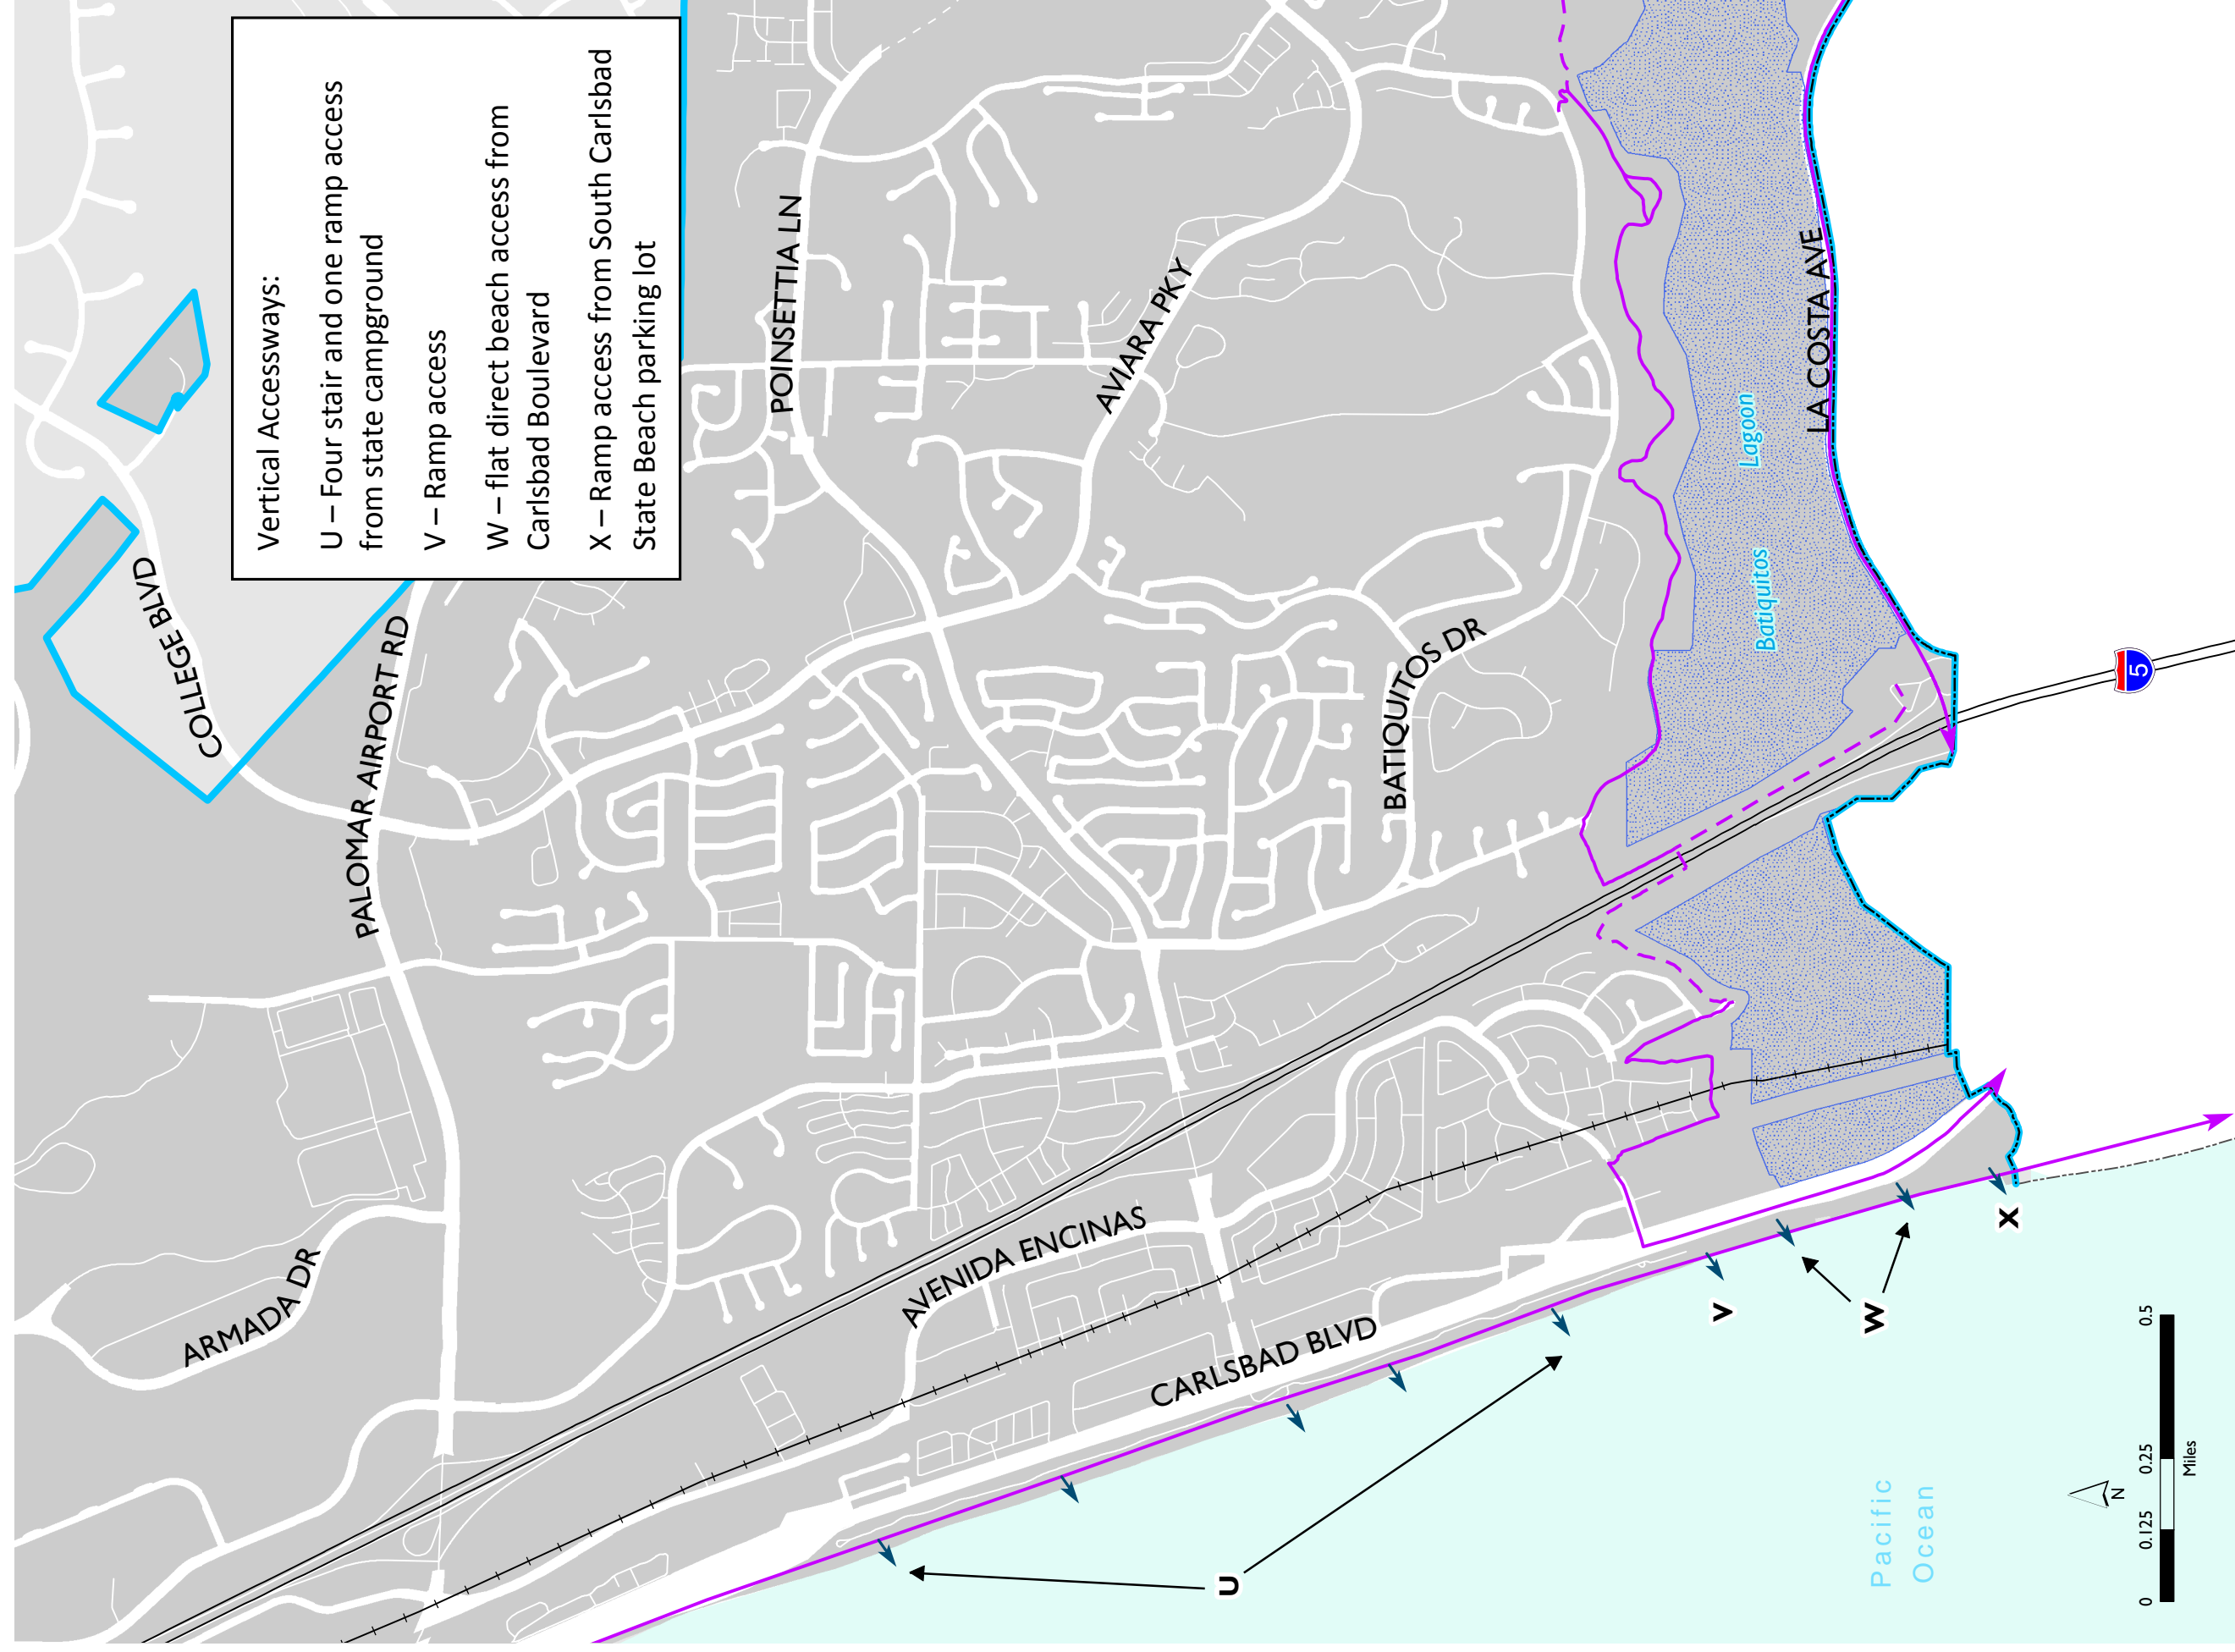 Vertical Accessways:
U – Four stair and one ramp access
from state campground
V – Ramp access
W – flat direct beach access from
Carlsbad Boulevard
X – Ramp access from South Carlsbad
State Beach parking lot
COLLEGE BLVD
PALOMAR AIRPORT RD
ARMADA DR
POINSETTIA LN
AVIARA PKY
BATIQUITOS DR
AVENIDA ENCINAS
CARLSBAD BLVD
LA COSTA AVE
Batiquitos
Lagoon
5
U
V
W
X
Pacific
Ocean
N
0 0.125 0.25 0.5
Miles